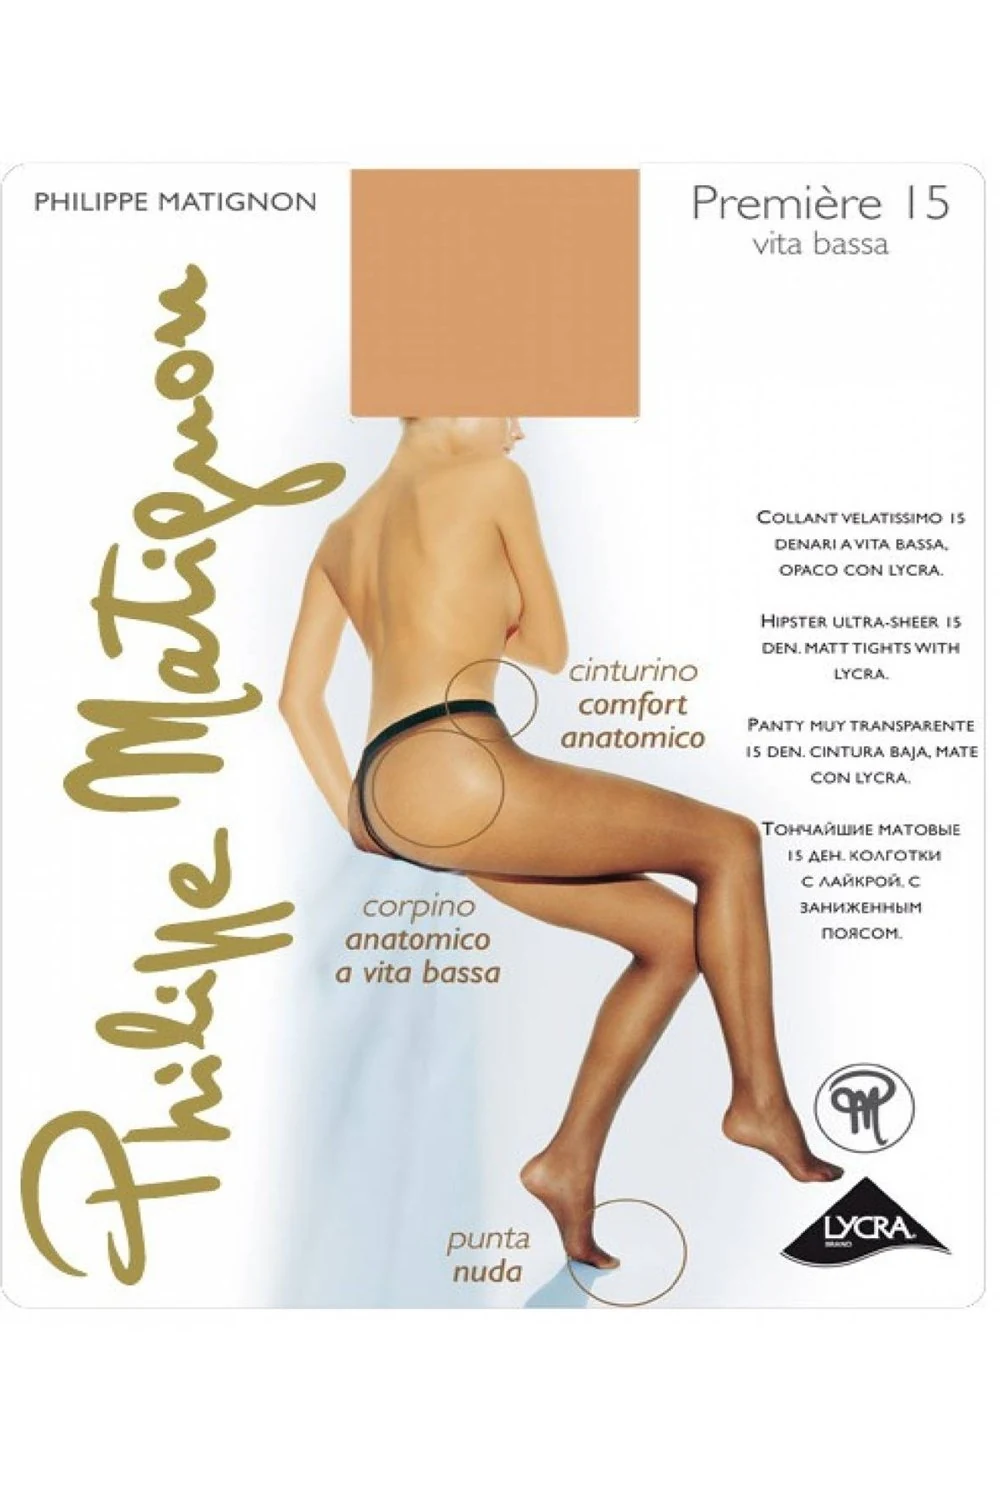 PHILIPPE MATIGNON
Première 15
vita bassa
Philippe Matignon
COLLANT VELATISSIMO 15
DENARI A VITA BASSA,
OPACO CON LYCRA.
HIPSTER ULTRA-SHEER 15
DEN. MATT TIGHTS WITH
LYCRA.
PANTY MUY TRANSPARENTE
15 DEN. CINTURA BAJA, MATE
CON LYCRA.
ТОНЧАЙШИЕ МАТОВЫЕ
15 ДЕН. КОЛГОТКИ
С ЛАЙКРОЙ, С
ЗАНИЖЕННЫМ
ПОЯСОМ.
cinturino
comfort
anatomico
corpino
anatomico
a vita bassa
punta
nuda
PM
LYCRA
BRAND